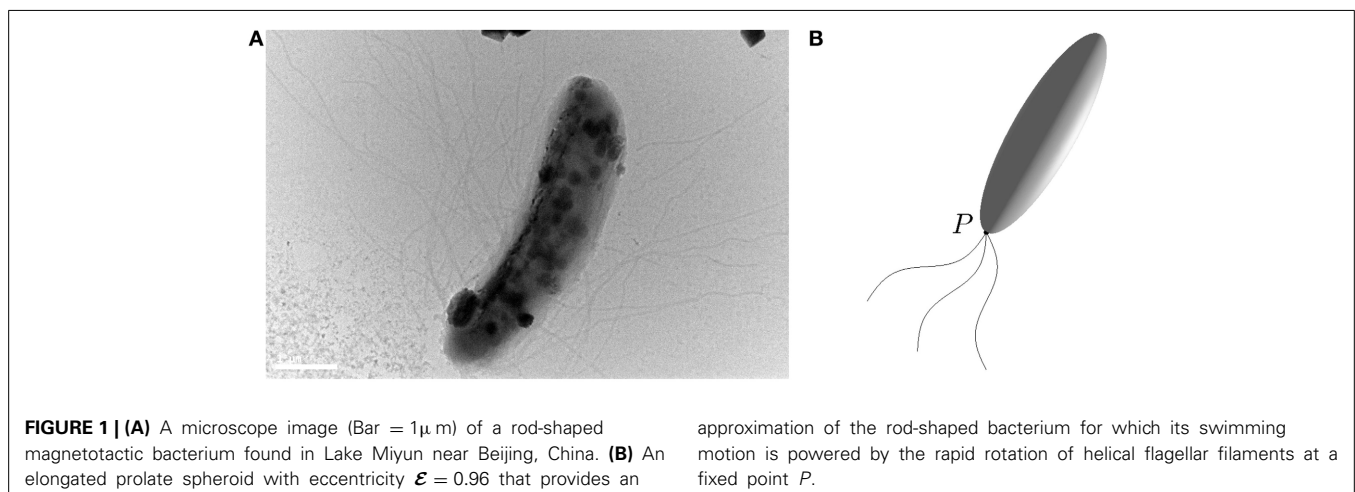 A
B
P
μm
FIGURE 1 | (A) A microscope image (Bar = 1μ m) of a rod-shaped
magnetotactic bacterium found in Lake Miyun near Beijing, China. (B) An
elongated prolate spheroid with eccentricity ℰ = 0.96 that provides an
approximation of the rod-shaped bacterium for which its swimming
motion is powered by the rapid rotation of helical flagellar filaments at a
fixed point P.